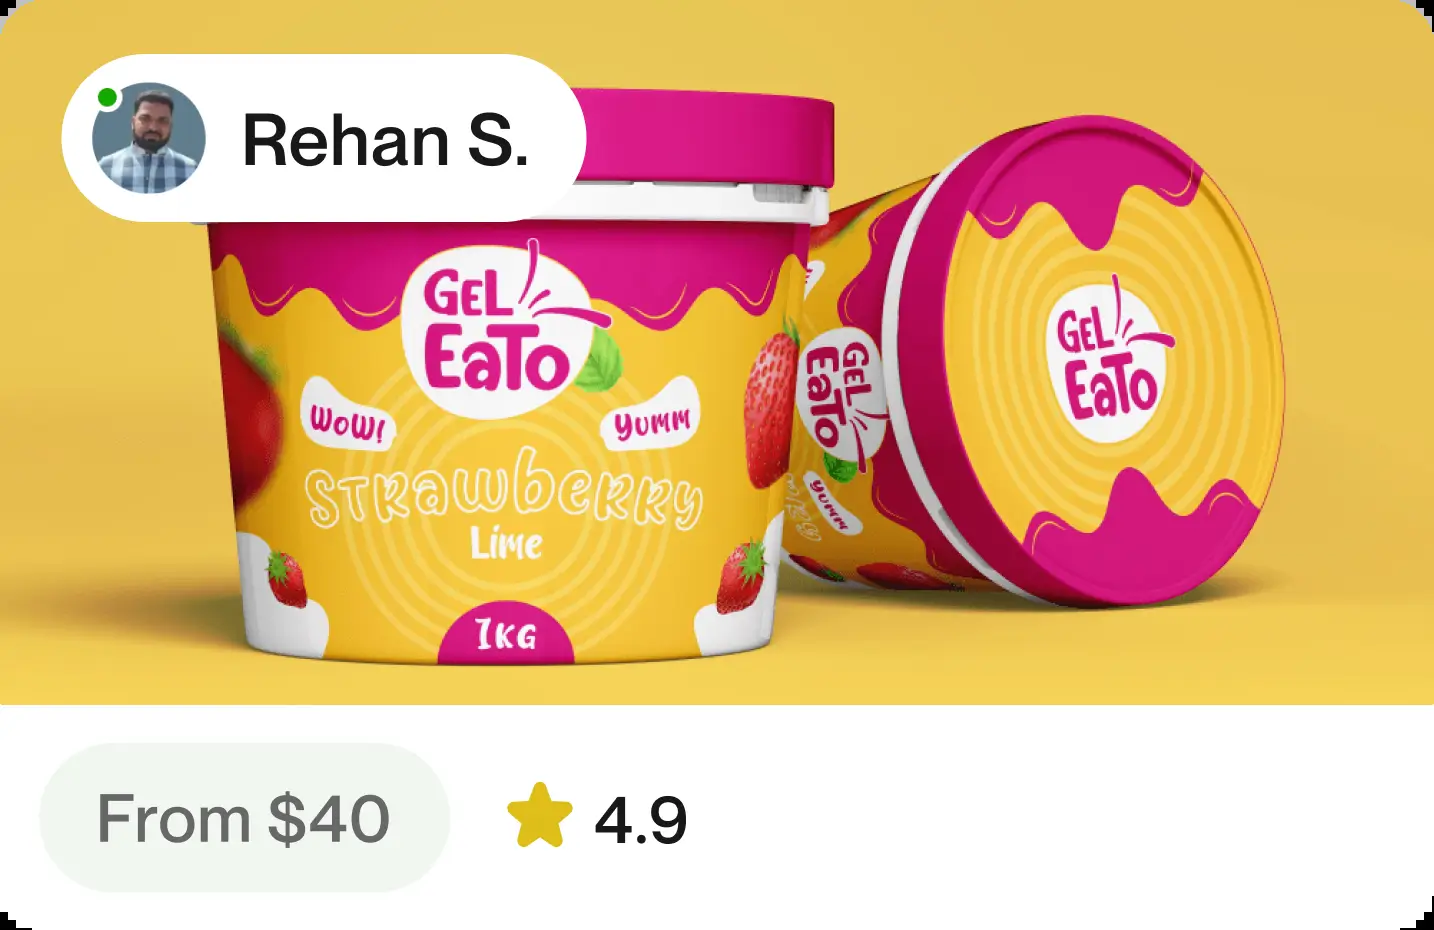 Rehan S.
GEL
EaTo
WOW!
Yumm
STRawbeRRy
Lime
1KG
GEL
EaTo
Yumm
GEL
EaTo
From $40
4.9